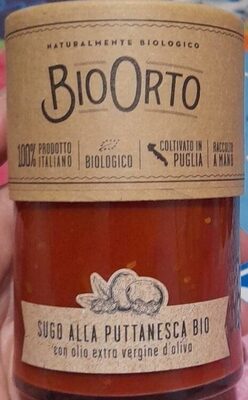 NATURALMENTE BIOLOGICO
BIOORTO
100% PRODOTTO ITALIANO
BIOLOGICO
COLTIVATO IN PUGLIA
RACCOLTO A MANO
SUGO ALLA PUTTANESCA BIO
con olio extra vergine d'oliva